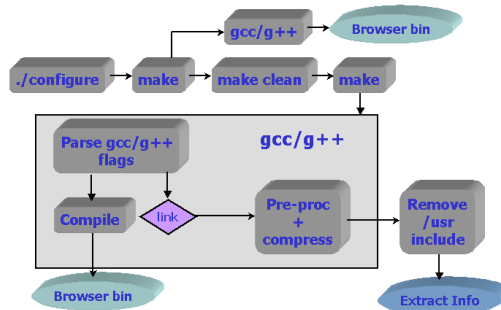 gcc/g++
Browser bin
./configure
make
make clean
make
Parse gcc/g++
flags
gcc/g++
Compile
link
Pre-proc
+
compress
Remove
/usr
include
Browser bin
Extract Info